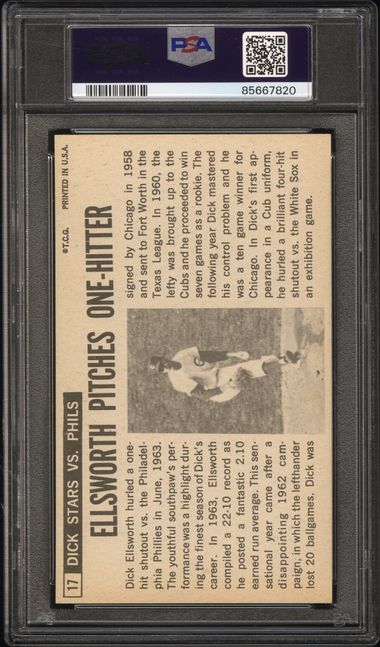 PSA
PSA
85667820
17 DICK STARS VS. PHILS
ELLSWORTH PITCHES ONE-HITTER
Dick Ellsworth hurled a one-
hit shutout vs. the Philadel-
phia Phillies in June, 1963.
The youthful southpaw's per-
formance was a highlight dur-
ing the finest season of Dick's
career. In 1963, Ellsworth
compiled a 22-10 record as
he posted a fantastic 2.10
earned run average. This sen-
sational year came after a
disappointing 1962 cam-
paign, in which the lefthander
lost 20 ballgames. Dick was
signed by Chicago in 1958
and sent to Fort Worth in the
Texas League. In 1960, the
lefty was brought up to the
Cubs and he proceeded to win
seven games as a rookie. The
following year Dick mastered
his control problem and he
was a ten game winner for
Chicago. In Dick's first ap-
pearance in a Cub uniform,
he hurled a brilliant four-hit
shutout vs. the White Sox in
an exhibition game.
©T.C.G. PRINTED IN U.S.A.